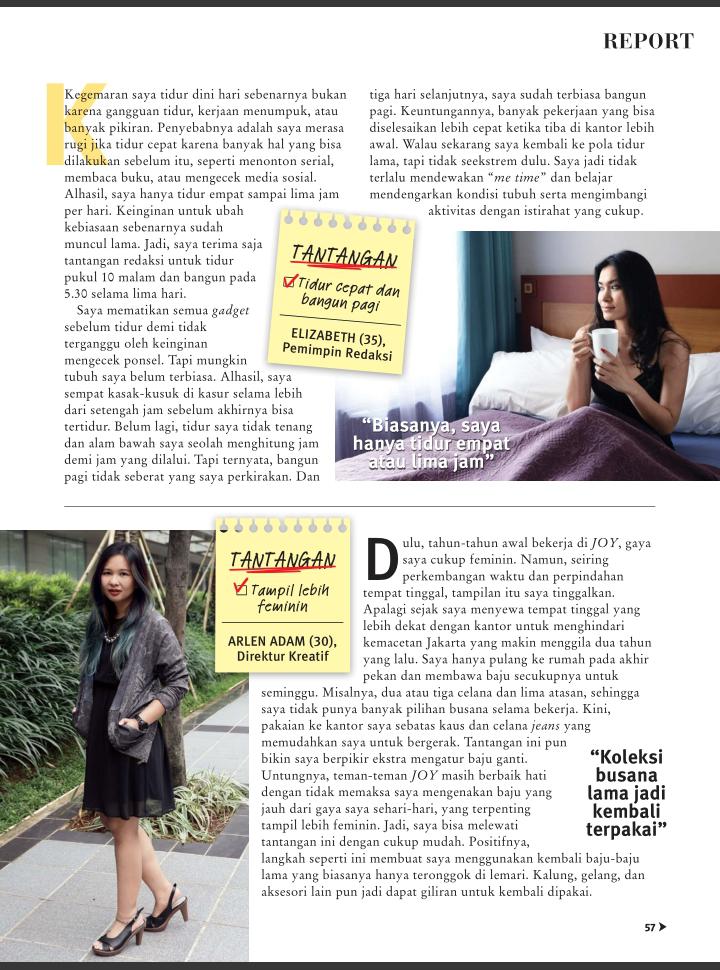 REPORT
Kegemaran saya tidur dini hari sebenarnya bukan
karena gangguan tidur, kerjaan menumpuk, atau
banyak pikiran. Penyebabnya adalah saya merasa
rugi jika tidur cepat karena banyak hal yang bisa
dilakukan sebelum itu, seperti menonton serial,
membaca buku, atau mengecek media sosial.
Alhasil, saya hanya tidur empat sampai lima jam
per hari. Keinginan untuk ubah
kebiasaan sebenarnya sudah
muncul lama. Jadi, saya terima saja
tantangan redaksi untuk tidur
pukul 10 malam dan bangun pada
5.30 selama lima hari.
Saya mematikan semua gadget
sebelum tidur demi tidak
terganggu oleh keinginan
mengecek ponsel. Tapi mungkin
tubuh saya belum terbiasa. Alhasil, saya
sempat kasak-kusuk di kasur selama lebih
dari setengah jam sebelum akhirnya bisa
tertidur. Belum lagi, tidur saya tidak tenang
dan alam bawah saya seolah menghitung jam
demi jam yang dilalui. Tapi ternyata, bangun
pagi tidak seberat yang saya perkirakan. Dan
tiga hari selanjutnya, saya sudah terbiasa bangun
pagi. Keuntungannya, banyak pekerjaan yang bisa
diselesaikan lebih cepat ketika tiba di kantor lebih
awal. Walau sekarang saya kembali ke pola tidur
lama, tapi tidak seekstrem dulu. Saya jadi tidak
terlalu mendewakan “me time” dan belajar
mendengarkan kondisi tubuh serta mengimbangi
aktivitas dengan istirahat yang cukup.
TANTANGAN
Tidur cepat dan
bangun pagi
ELIZABETH (35),
Pemimpin Redaksi
“Biasanya, saya
hanya tidur empat
atau lima jam”
TANTANGAN
Tampil lebih
feminin
ARLEN ADAM (30),
Direktur Kreatif
Dulu, tahun-tahun awal bekerja di JOY, gaya
saya cukup feminin. Namun, seiring
perkembangan waktu dan perpindahan
tempat tinggal, tampilan itu saya tinggalkan.
Apalagi sejak saya menyewa tempat tinggal yang
lebih dekat dengan kantor untuk menghindari
kemacetan Jakarta yang makin menggila dua tahun
yang lalu. Saya hanya pulang ke rumah pada akhir
pekan dan membawa baju secukupnya untuk
seminggu. Misalnya, dua atau tiga celana dan lima atasan, sehingga
saya tidak punya banyak pilihan busana selama bekerja. Kini,
pakaian ke kantor saya sebatas kaus dan celana jeans yang
memudahkan saya untuk bergerak. Tantangan ini pun
bikin saya berpikir ekstra mengatur baju ganti.
Untungnya, teman-teman JOY masih berbaik hati
dengan tidak memaksa saya mengenakan baju yang
jauh dari gaya saya sehari-hari, yang terpenting
tampil lebih feminin. Jadi, saya bisa melewati
tantangan ini dengan cukup mudah. Positifnya,
langkah seperti ini membuat saya menggunakan kembali baju-baju
lama yang biasanya hanya teronggok di lemari. Kalung, gelang, dan
aksesori lain pun jadi dapat giliran untuk kembali dipakai.
“Koleksi
busana
lama jadi
kembali
terpakai”
57